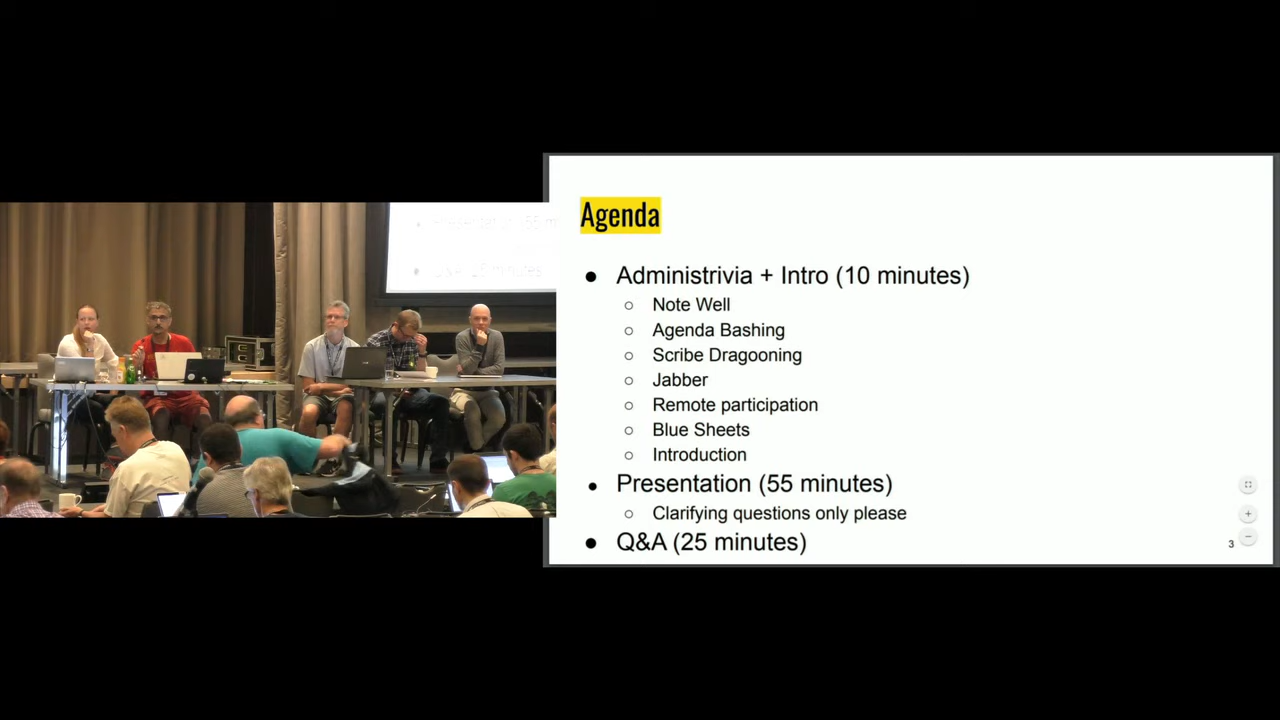 Agenda
● Administrivia + Intro (10 minutes)
○ Note Well
○ Agenda Bashing
○ Scribe Dragooning
○ Jabber
○ Remote participation
○ Blue Sheets
○ Introduction
● Presentation (55 minutes)
○ Clarifying questions only please
● Q&A (25 minutes)
3